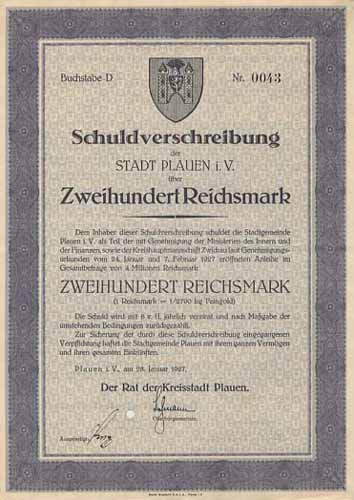 Buchstabe D
Nr. 0043
Schuldverschreibung
der
STADT PLAUEN i. V.
über
Zweihundert Reichsmark
Dem Inhaber dieser Schuldverschreibung schuldet die Stadtgemeinde
Plauen i. V. als Teil der mit Genehmigung der Ministerien des Innern und
der Finanzen, sowie der Kreishauptmannschaft Zwickau laut Genehmigungs-
urkunden vom 24. Januar und 7. Februar 1927 eröffneten Anleihe im
Gesamtbetrage von 4 Millionen Reichsmark
ZWEIHUNDERT REICHSMARK
(1 Reichsmark = 1/2790 kg Feingold)
Die Schuld wird mit 6 v. H. jährlich verzinst und nach Maßgabe der
umstehenden Bedingungen zurückgezahlt.
Zur Sicherung der durch diese Schuldverschreibung eingegangenen
Verpflichtung haftet die Stadtgemeinde Plauen mit ihrem ganzen Vermögen
und ihren gesamten Einkünften.
Plauen i. V., am 28. Januar 1927.
Der Rat der Kreisstadt Plauen.
Oberbürgermeister.
Ausgefertigt: